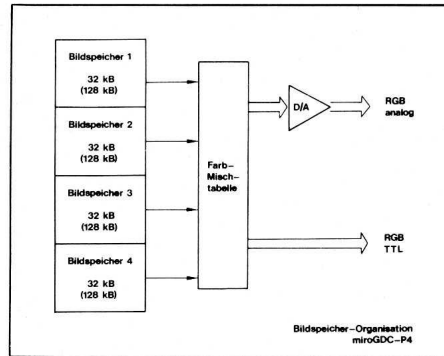 Bildspeicher 1
32 kB
(128 kB)
Bildspeicher 2
32 kB
(128 kB)
Bildspeicher 3
32 kB
(128 kB)
Bildspeicher 4
32 kB
(128 kB)
Farb-
Misch-
tabelle
D/A
RGB
analog
RGB
TTL
Bildspeicher-Organisation
miroGDC-P4